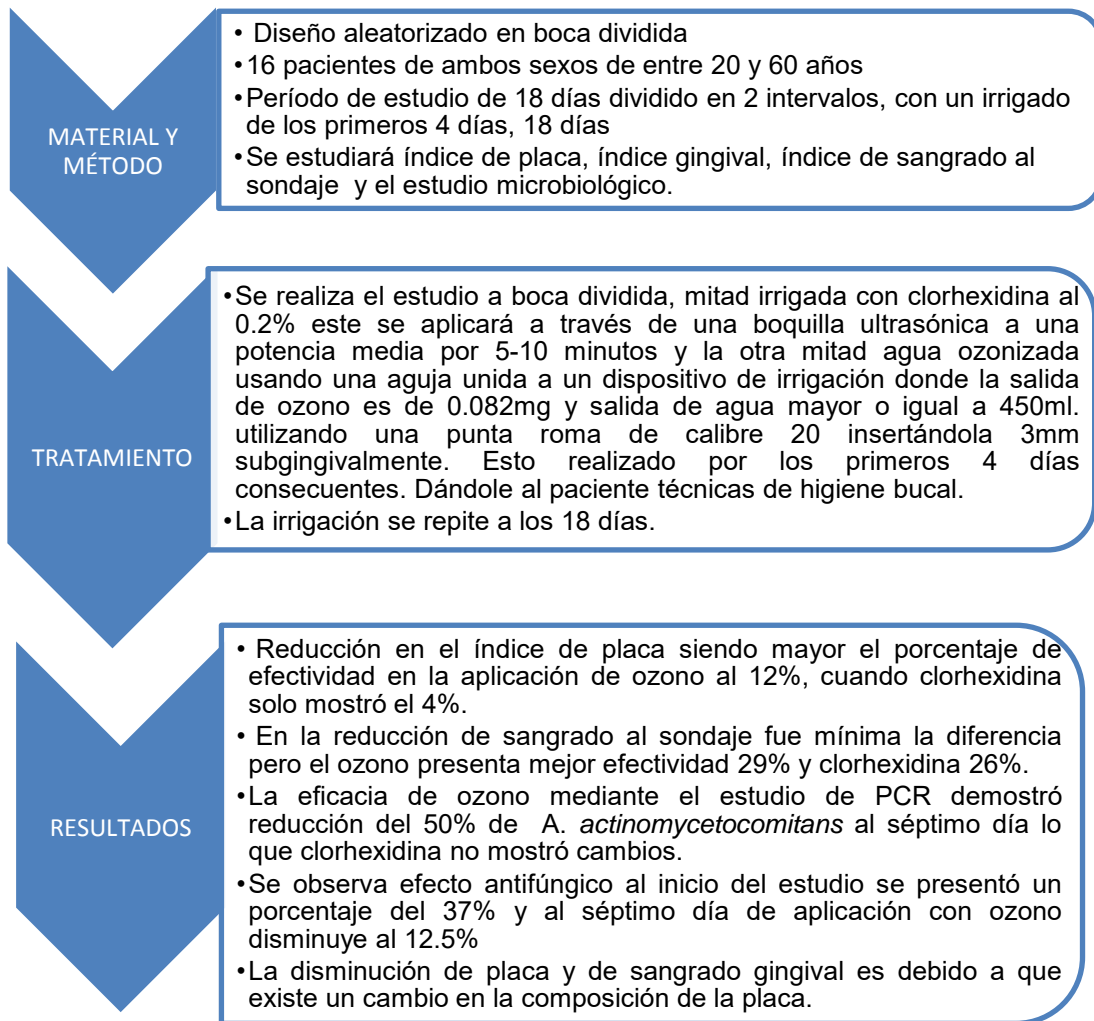 MATERIAL Y
MÉTODO
• Diseño aleatorizado en boca dividida
•16 pacientes de ambos sexos de entre 20 y 60 años
•Período de estudio de 18 días dividido en 2 intervalos, con un irrigado
de los primeros 4 días, 18 días
•Se estudiará índice de placa, índice gingival, índice de sangrado al
sondaje y el estudio microbiológico.
TRATAMIENTO
•Se realiza el estudio a boca dividida, mitad irrigada con clorhexidina al
0.2% este se aplicará a través de una boquilla ultrasónica a una
potencia media por 5-10 minutos y la otra mitad agua ozonizada
usando una aguja unida a un dispositivo de irrigación donde la salida
de ozono es de 0.082mg y salida de agua mayor o igual a 450ml.
utilizando una punta roma de calibre 20 insertándola 3mm
subgingivalmente. Esto realizado por los primeros 4 días
consecuentes. Dándole al paciente técnicas de higiene bucal.
•La irrigación se repite a los 18 días.
RESULTADOS
• Reducción en el índice de placa siendo mayor el porcentaje de
efectividad en la aplicación de ozono al 12%, cuando clorhexidina
solo mostró el 4%.
• En la reducción de sangrado al sondaje fue mínima la diferencia
pero el ozono presenta mejor efectividad 29% y clorhexidina 26%.
•La eficacia de ozono mediante el estudio de PCR demostró
reducción del 50% de A. actinomycetocomitans al séptimo día lo
que clorhexidina no mostró cambios.
•Se observa efecto antifúngico al inicio del estudio se presentó un
porcentaje del 37% y al séptimo día de aplicación con ozono
disminuye al 12.5%
•La disminución de placa y de sangrado gingival es debido a que
existe un cambio en la composición de la placa.